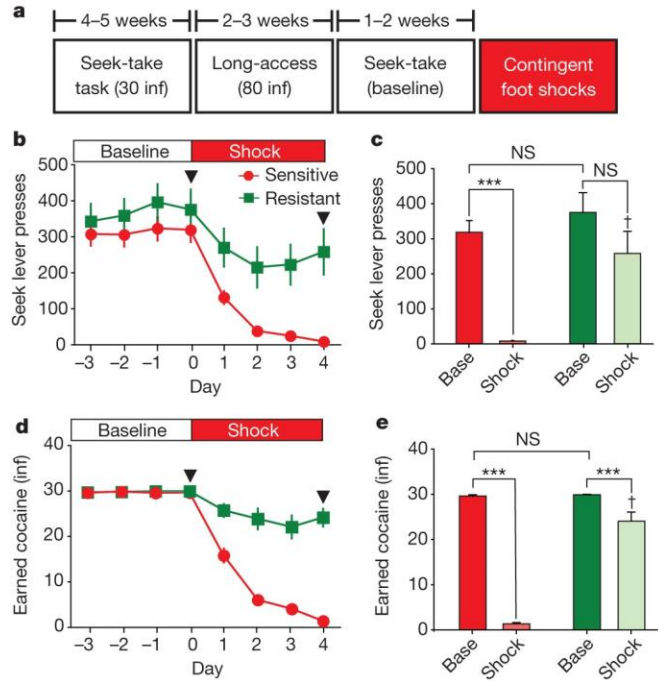 a
4–5 weeks
2–3 weeks
1–2 weeks
Seek-take
task (30 inf)
Long-access
(80 inf)
Seek-take
(baseline)
Contingent
foot shocks
b
Baseline
Shock
Sensitive
Resistant
Seek lever presses
500
400
300
200
100
0
–3 –2 –1 0 1 2 3 4
Day
c
NS
NS
***
†
Seek lever presses
500
400
300
200
100
0
Base
Shock
Base
Shock
d
Baseline
Shock
Earned cocaine (inf)
40
30
20
10
0
–3 –2 –1 0 1 2 3 4
Day
e
NS
***
***
†
Earned cocaine (inf)
40
30
20
10
0
Base
Shock
Base
Shock